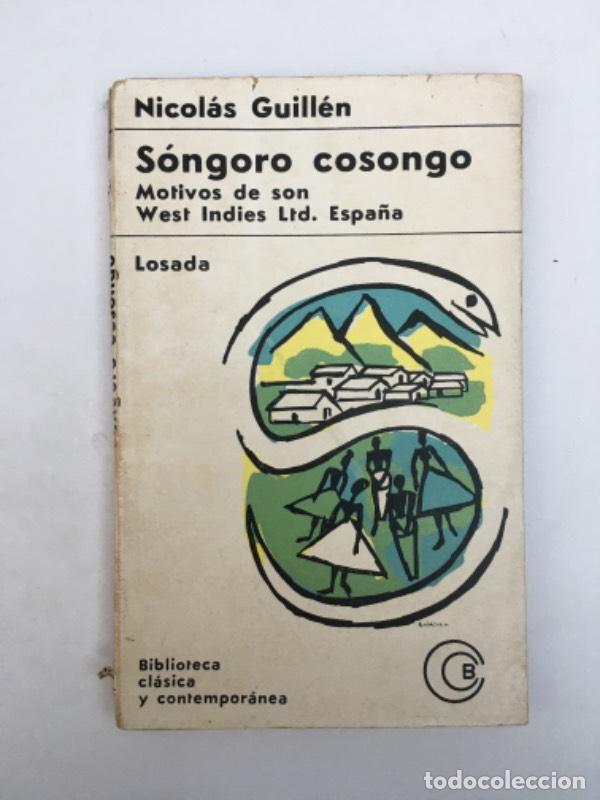 Nicolás Guillén
Sóngoro cosongo
Motivos de son
West Indies Ltd. España
Losada
Biblioteca
clásica
y contemporánea
B
todocoleccion